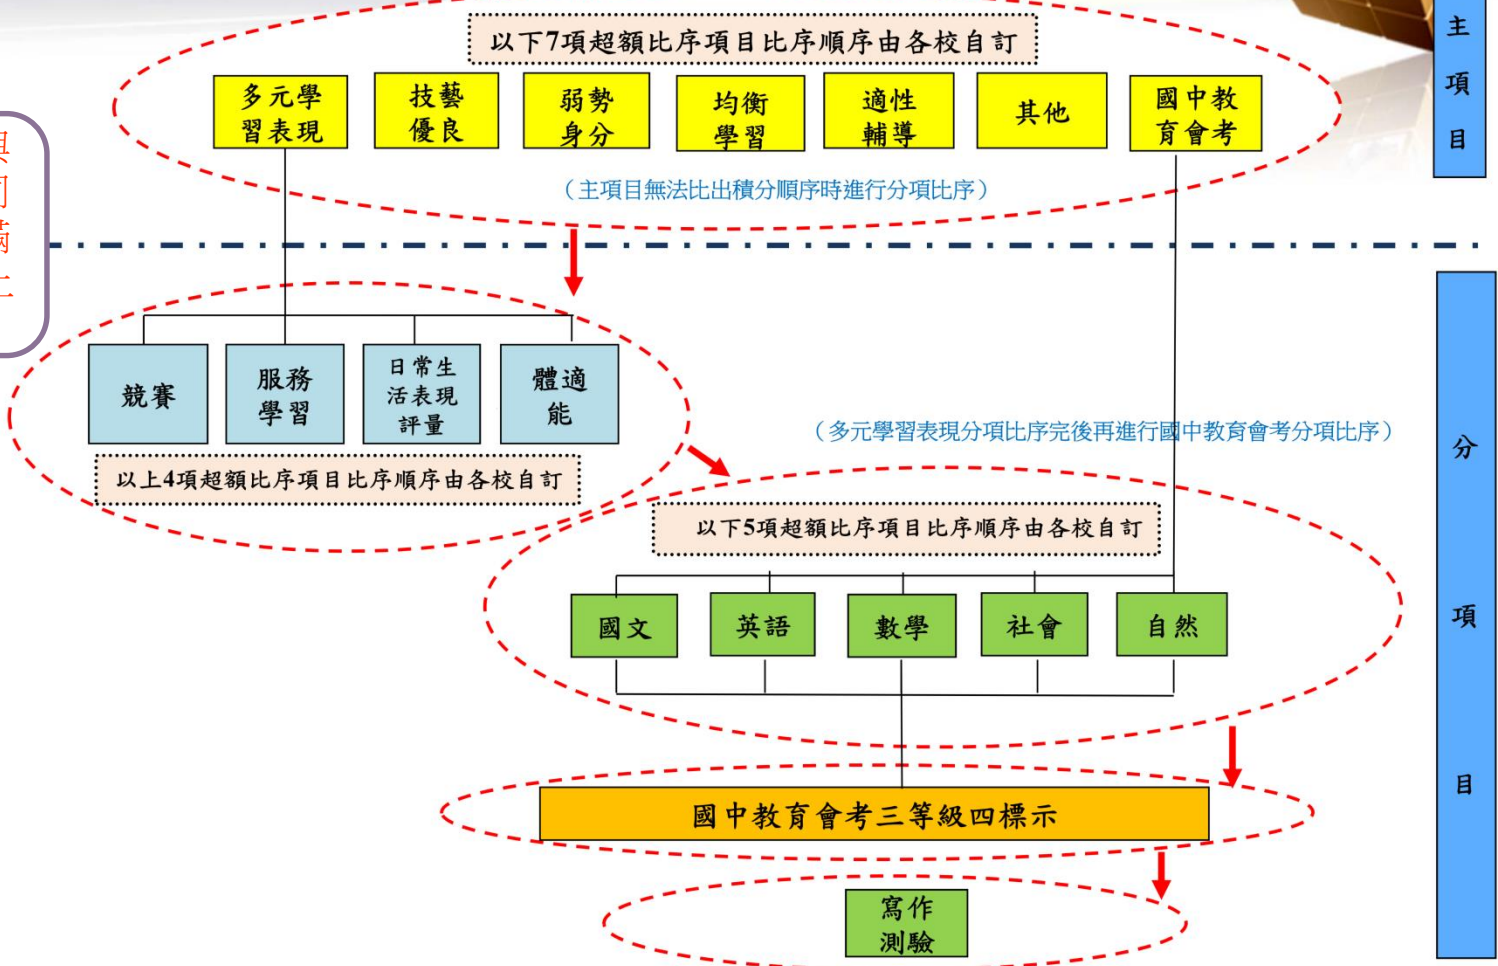 以下7項超額比序項目比序順序由各校自訂
主
項
目
多元學
習表現
技藝
優良
弱勢
身分
均衡
學習
適性
輔導
其他
國中教
育會考
（主項目無法比出積分順序時進行分項比序）
競賽
服務
學習
日常生
活表現
評量
體適
能
以上4項超額比序項目比序順序由各校自訂
（多元學習表現分項比序完後再進行國中教育會考分項比序）
分
項
目
以下5項超額比序項目比序順序由各校自訂
國文
英語
數學
社會
自然
國中教育會考三等級四標示
寫作
測驗